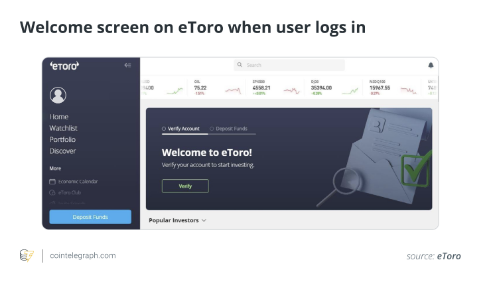 Welcome screen on eToro when user logs in
eToro
Search
OIL
SPX500
DJ30
NSDQ100
75.22
4558.21
35394.00
15967.55
Home
Watchlist
Portfolio
Discover
More
Economic Calendar
eToro Club
Deposit Funds
Verify Account
Deposit Funds
Welcome to eToro!
Verify your account to start investing.
Verify
Popular Investors
cointelegraph.com
source: eToro